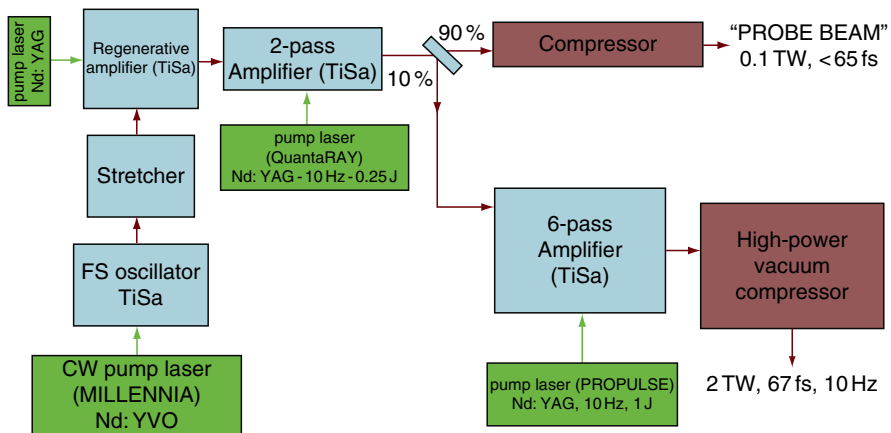 pump laser
Nd: YAG
Regenerative
amplifier (TiSa)
2-pass
Amplifier (TiSa)
90 %
10 %
Compressor
“PROBE BEAM”
0.1 TW, < 65 fs
pump laser
(QuantaRAY)
Nd: YAG - 10 Hz - 0.25 J
Stretcher
FS oscillator
TiSa
6-pass
Amplifier
(TiSa)
High-power
vacuum
compressor
CW pump laser
(MILLENNIA)
Nd: YVO
pump laser (PROPULSE)
Nd: YAG, 10 Hz, 1 J
2 TW, 67 fs, 10 Hz